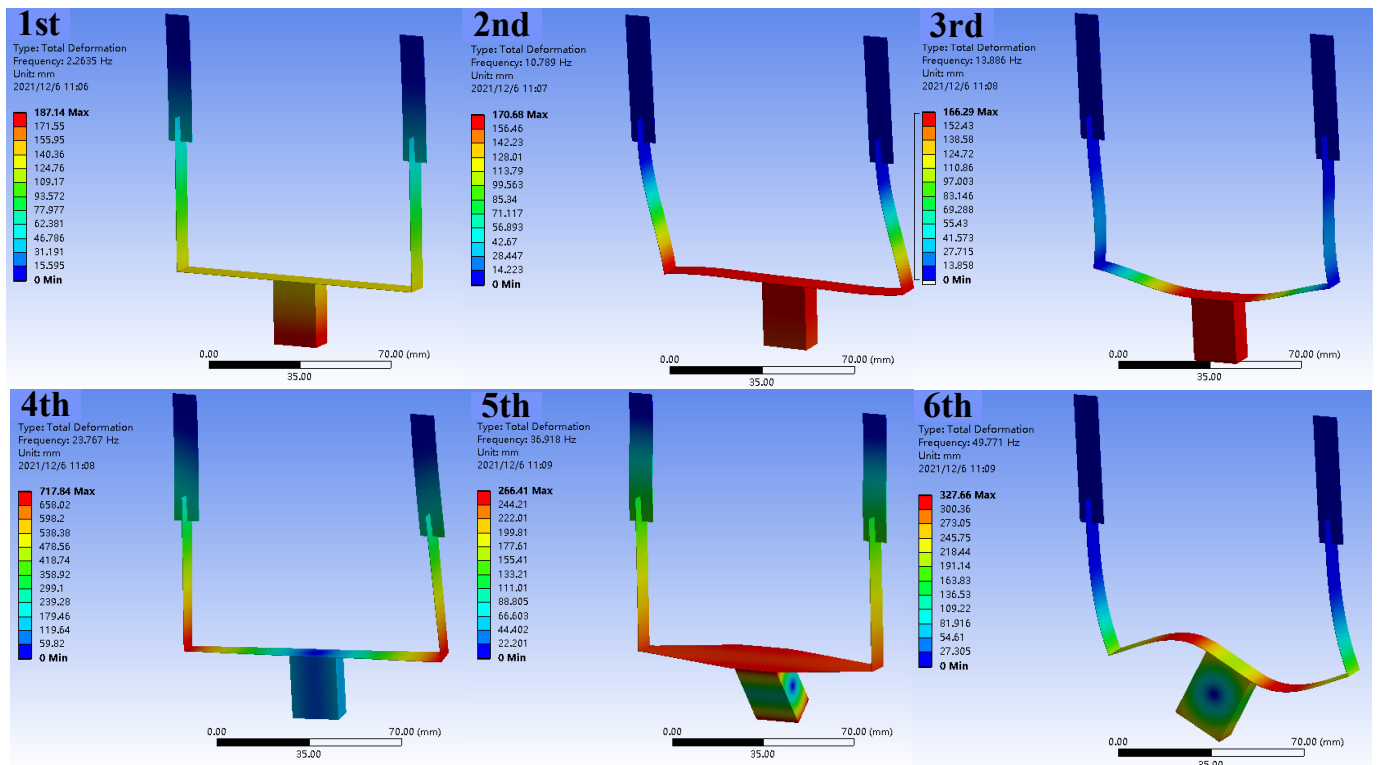 1st
Type: Total Deformation
Frequency: 2.2635 Hz
Unit: mm
2021/12/6 11:06
187.14 Max
171.55
155.95
140.36
124.76
109.17
93.572
77.977
62.381
46.786
31.191
15.595
0 Min
0.00
70.00 (mm)
35.00
2nd
Type: Total Deformation
Frequency: 10.789 Hz
Unit: mm
2021/12/6 11:07
170.68 Max
156.46
142.23
128.01
113.79
99.563
85.34
71.117
56.893
42.67
28.447
14.223
0 Min
0.00
70.00 (mm)
35.00
3rd
Type: Total Deformation
Frequency: 13.886 Hz
Unit: mm
2021/12/6 11:08
166.29 Max
152.43
138.58
124.72
110.86
97.003
83.146
69.288
55.43
41.573
27.715
13.858
0 Min
0.00
70.00 (mm)
35.00
4th
Type: Total Deformation
Frequency: 23.767 Hz
Unit: mm
2021/12/6 11:08
717.84 Max
658.02
598.2
538.38
478.56
418.74
358.92
299.1
239.28
179.46
119.64
59.82
0 Min
0.00
70.00 (mm)
35.00
5th
Type: Total Deformation
Frequency: 36.918 Hz
Unit: mm
2021/12/6 11:09
266.41 Max
244.21
222.01
199.81
177.61
155.41
133.21
111.01
88.805
66.603
44.402
22.201
0 Min
0.00
70.00 (mm)
35.00
6th
Type: Total Deformation
Frequency: 49.771 Hz
Unit: mm
2021/12/6 11:09
327.66 Max
300.36
273.05
245.75
218.44
191.14
163.83
136.53
109.22
81.916
54.61
27.305
0 Min
0.00
70.00 (mm)
35.00